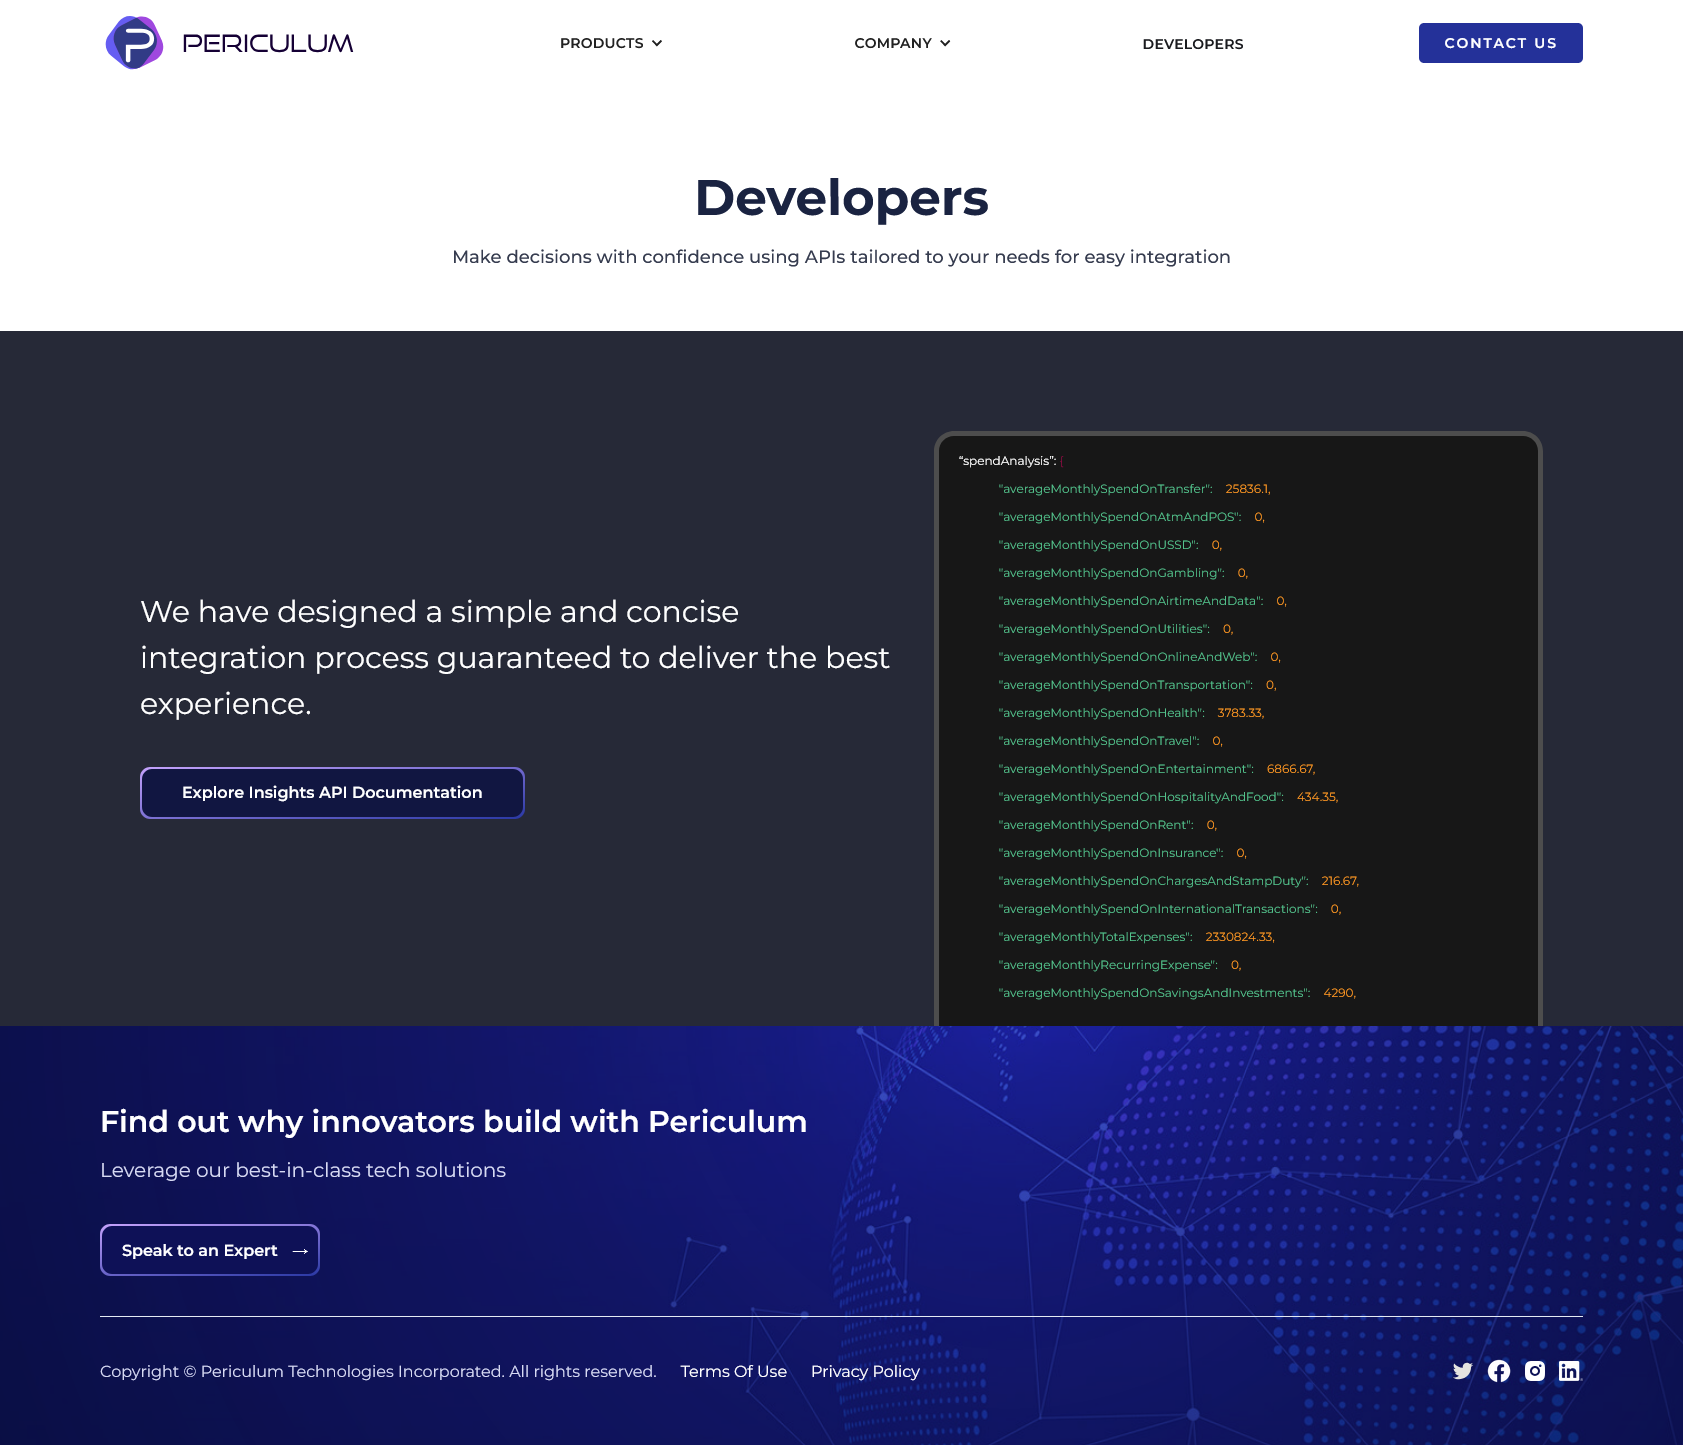 PERICULUM
PRODUCTS
COMPANY
DEVELOPERS
CONTACT US
Developers
Make decisions with confidence using APIs tailored to your needs for easy integration
We have designed a simple and concise
integration process guaranteed to deliver the best
experience.
Explore Insights API Documentation
“spendAnalysis”: {
“averageMonthlySpendOnTransfer": 25836.1,
“averageMonthlySpendOnAtmAndPOS": 0,
“averageMonthlySpendOnUSSD": 0,
“averageMonthlySpendOnGambling": 0,
“averageMonthlySpendOnAirtimeAndData": 0,
“averageMonthlySpendOnUtilities": 0,
“averageMonthlySpendOnOnlineAndWeb": 0,
“averageMonthlySpendOnTransportation": 0,
“averageMonthlySpendOnHealth": 3783.33,
“averageMonthlySpendOnTravel": 0,
“averageMonthlySpendOnEntertainment": 6866.67,
“averageMonthlySpendOnHospitalityAndFood": 434.35,
“averageMonthlySpendOnRent": 0,
“averageMonthlySpendOnInsurance": 0,
“averageMonthlySpendOnChargesAndStampDuty": 216.67,
“averageMonthlySpendOnInternationalTransactions": 0,
“averageMonthlyTotalExpenses": 2330824.33,
“averageMonthlyRecurringExpense": 0,
“averageMonthlySpendOnSavingsAndInvestments": 4290,
Find out why innovators build with Periculum
Leverage our best-in-class tech solutions
Speak to an Expert →
Copyright © Periculum Technologies Incorporated. All rights reserved. Terms Of Use Privacy Policy